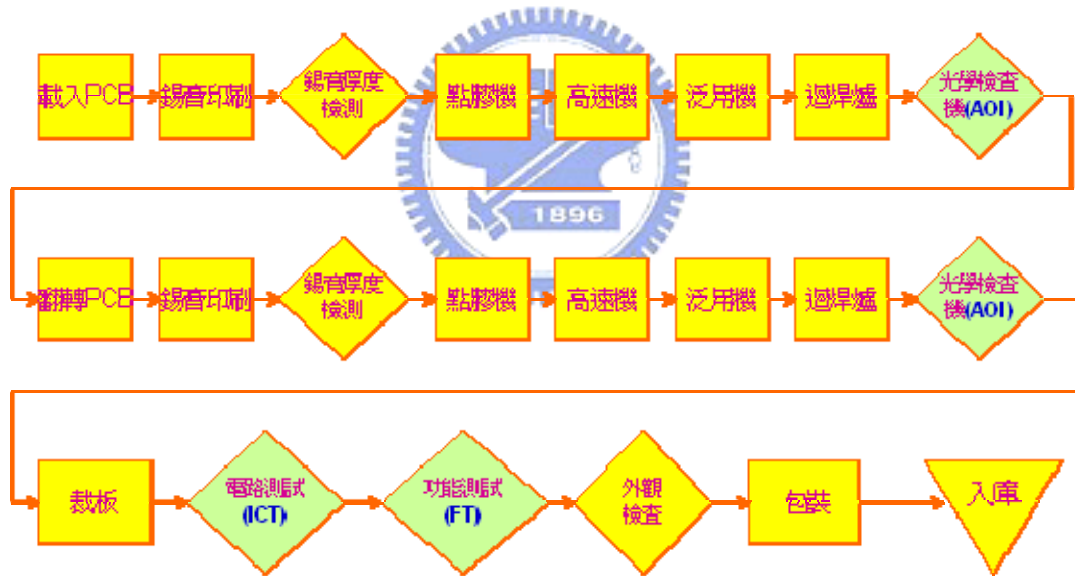 載入PCB
錫膏印刷
錫膏厚度
檢測
點膠機
高速機
泛用機
迴焊爐
光學檢查
機(AOI)
1896
翻轉PCB
錫膏印刷
錫膏厚度
檢測
點膠機
高速機
泛用機
迴焊爐
光學檢查
機(AOI)
裁板
電路測試
(ICT)
功能測試
(FT)
外觀
檢查
包裝
入庫